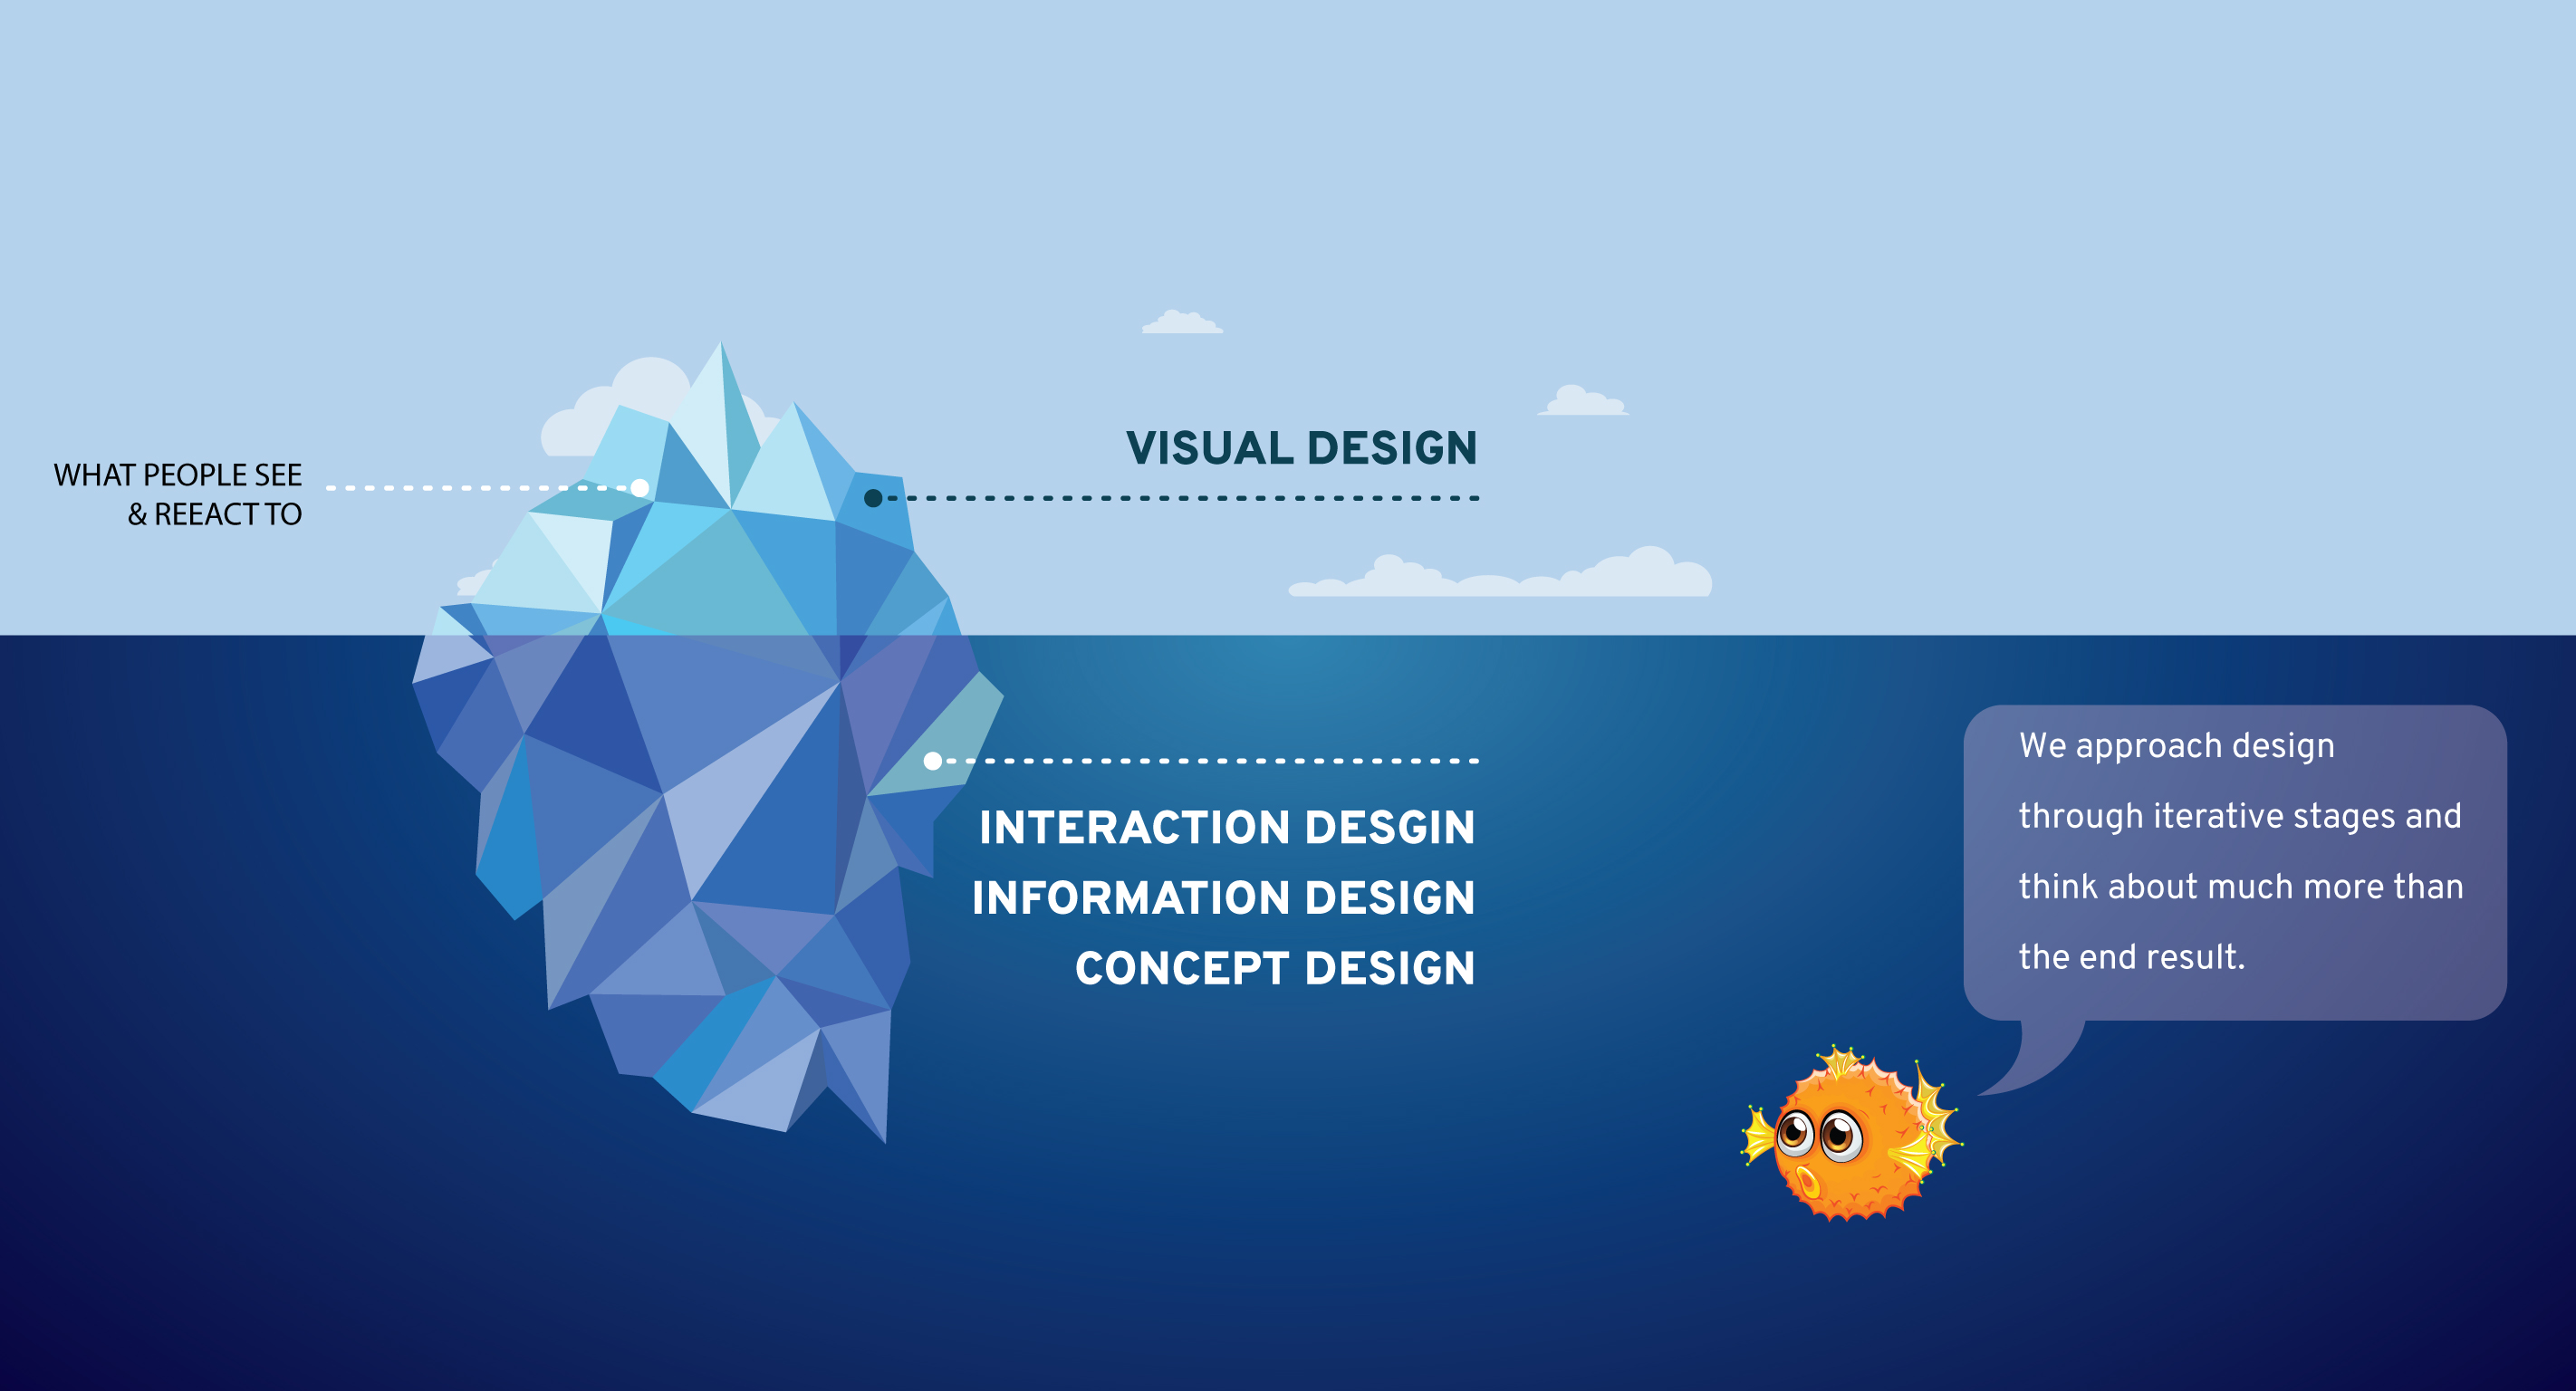 VISUAL DESIGN
WHAT PEOPLE SEE
& REEACT TO
INTERACTION DESGIN
INFORMATION DESIGN
CONCEPT DESIGN
We approach design
through iterative stages and
think about much more than
the end result.